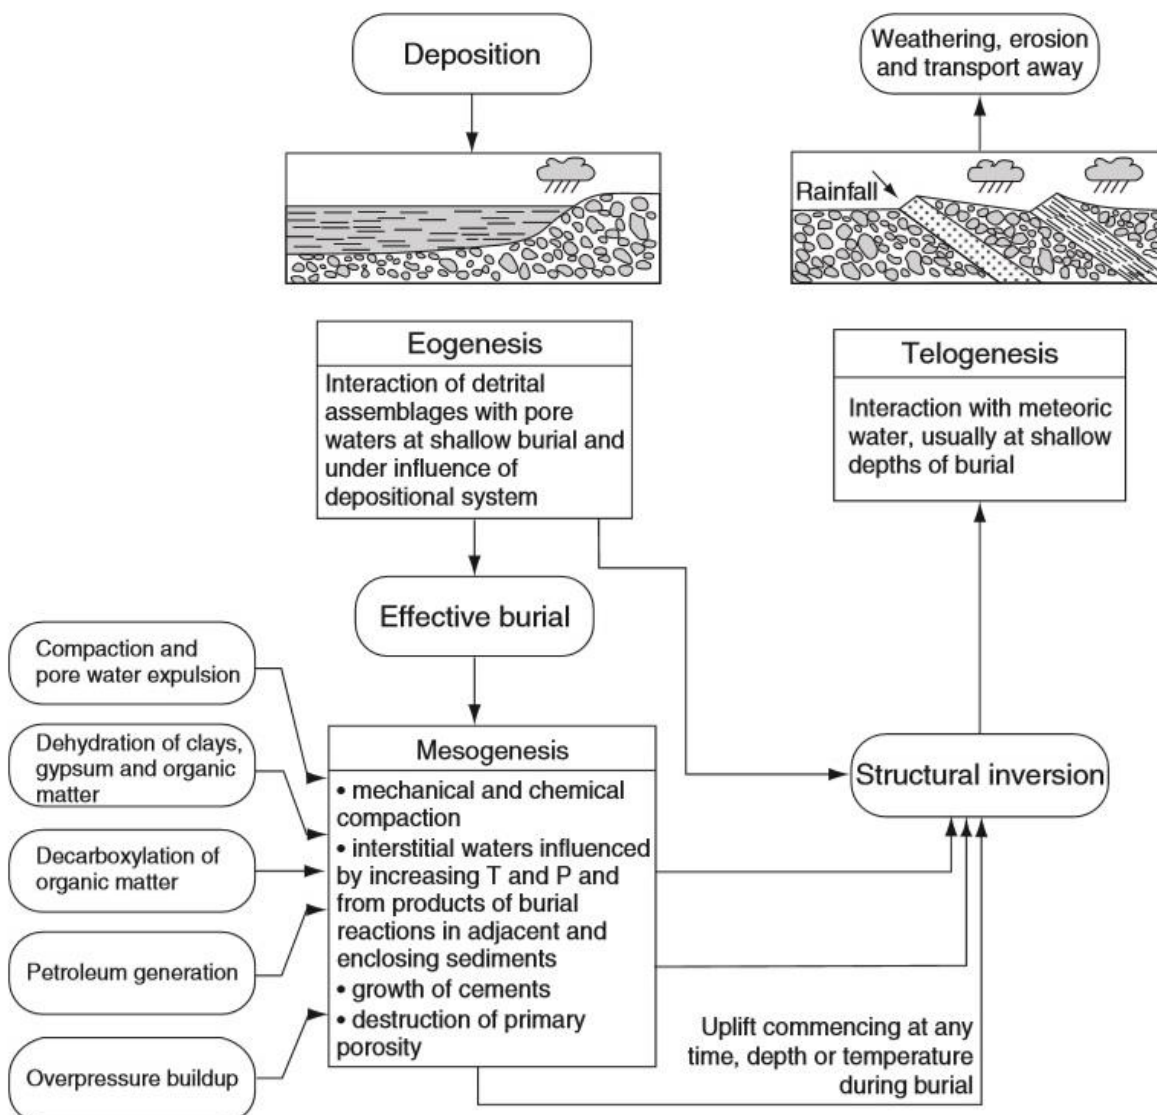 Deposition
Weathering, erosion
and transport away
Rainfall
Eogenesis
Interaction of detrital
assemblages with pore
waters at shallow burial and
under influence of
depositional system
Telogenesis
Interaction with meteoric
water, usually at shallow
depths of burial
Effective burial
Compaction and
pore water expulsion
Dehydration of clays,
gypsum and organic
matter
Decarboxylation of
organic matter
Petroleum generation
Overpressure buildup
Mesogenesis
• mechanical and chemical
compaction
• interstitial waters influenced
by increasing T and P and
from products of burial
reactions in adjacent and
enclosing sediments
• growth of cements
• destruction of primary
porosity
Structural inversion
Uplift commencing at any
time, depth or temperature
during burial